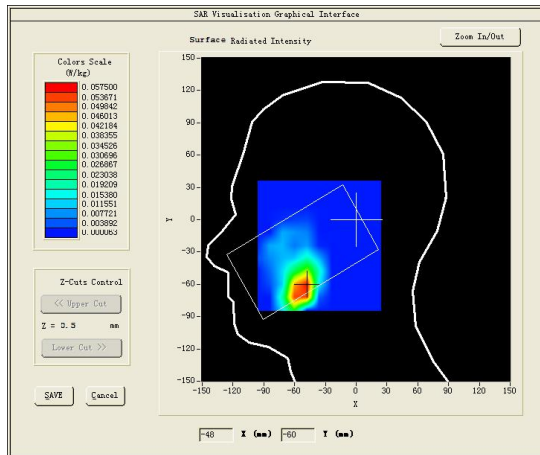 SAR Visualisation Graphical Interface
Surface Radiated Intensity
Zoom In/Out
Colors Scale
(W/kg)
0.057500
0.053671
0.049842
0.046013
0.042184
0.038355
0.034526
0.030696
0.026867
0.023038
0.019209
0.015380
0.011551
0.007721
0.003892
0.000063
150
120
90
60
30
0
-30
-60
-90
-120
-150
Y
-150 -120 -90 -60 -30 0 30 60 90 120 150
X
Z-Cuts Control
<< Upper Cut
Z = 3.5 mm
Lower Cut >>
SAVE
Cancel
-48 X (mm) -60 Y (mm)